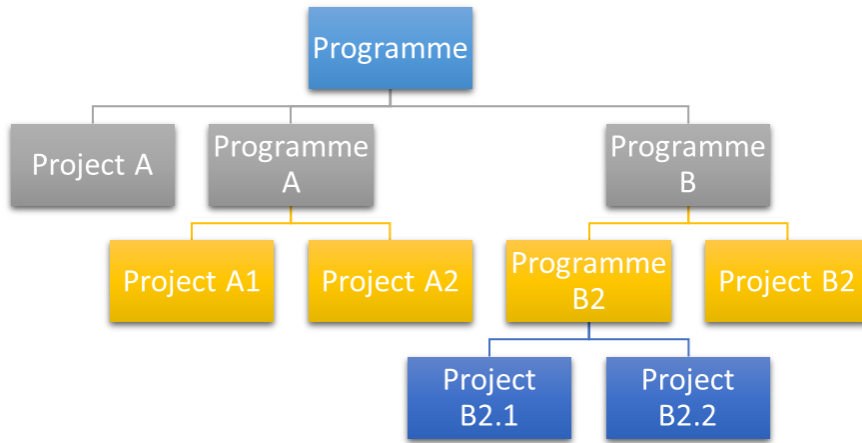 Programme
Project A
Programme
A
Programme
B
Project A1
Project A2
Programme
B2
Project B2
Project
B2.1
Project
B2.2